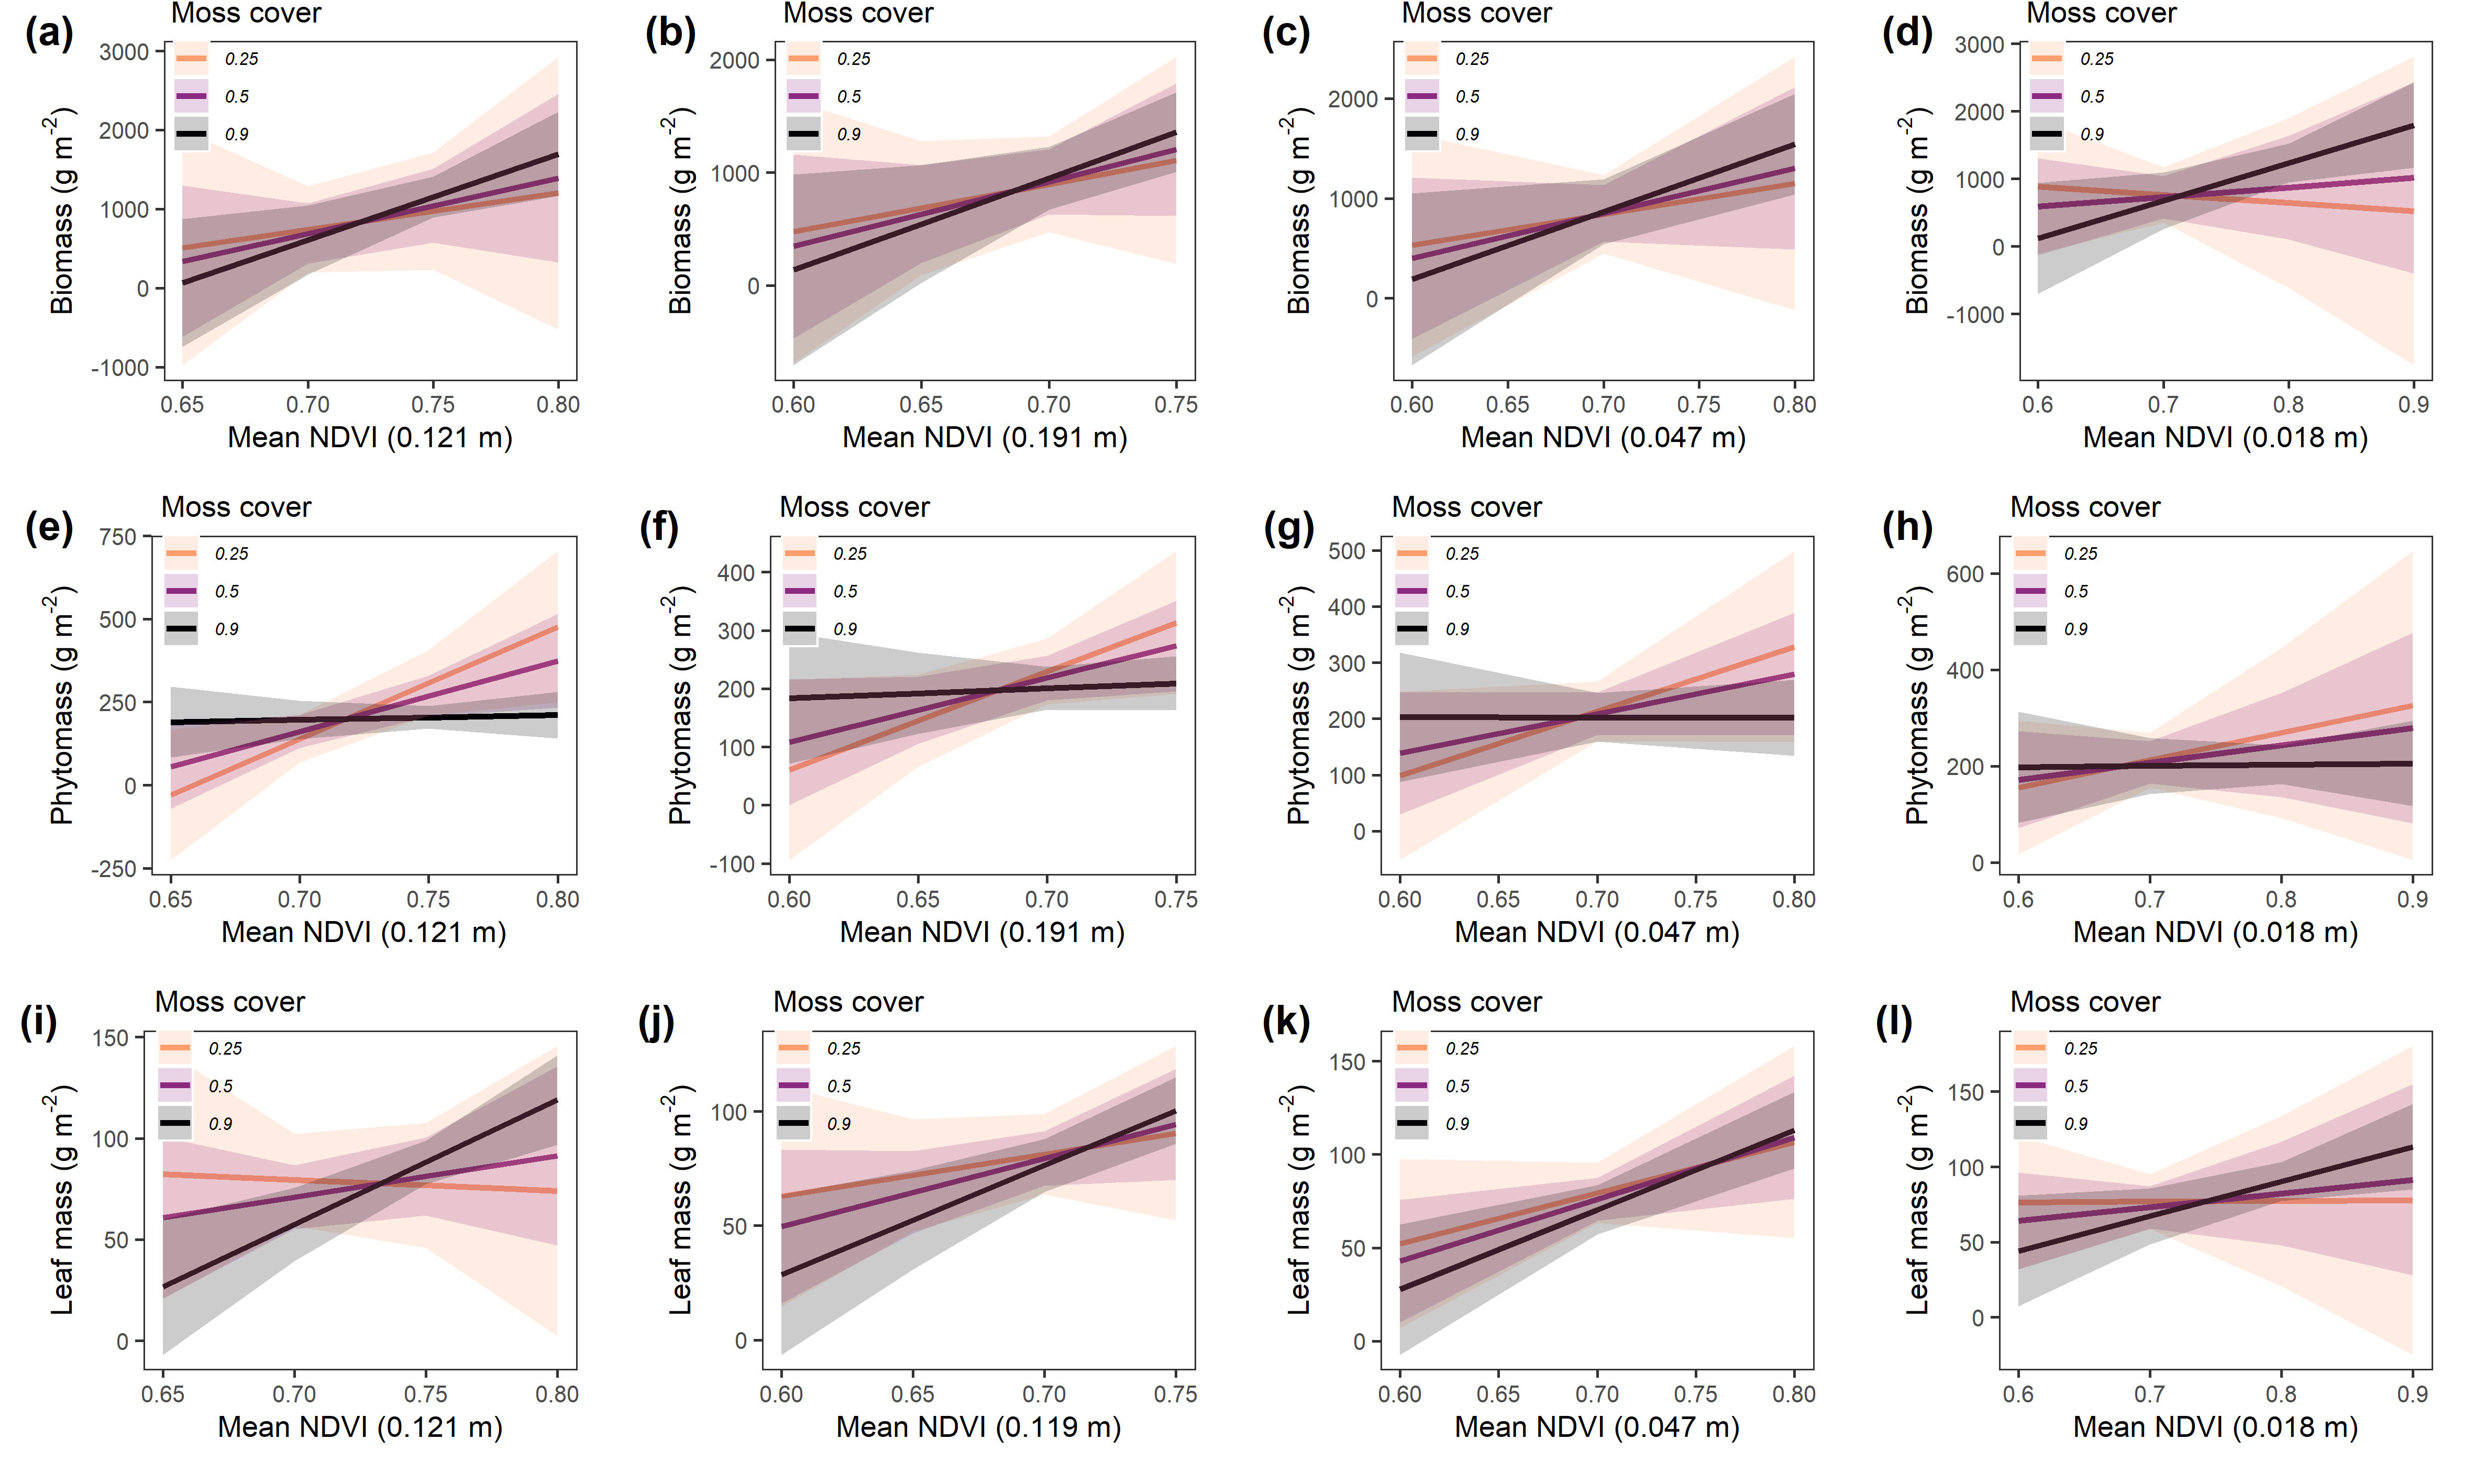 (a)
Moss cover
0.25
0.5
0.9
3000
2000
1000
0
-1000
Biomass (g m-2)
0.65 0.70 0.75 0.80
Mean NDVI (0.121 m)
(b)
Moss cover
0.25
0.5
0.9
2000
1000
0
Biomass (g m-2)
0.60 0.65 0.70 0.75
Mean NDVI (0.191 m)
(c)
Moss cover
0.25
0.5
0.9
2000
1000
0
Biomass (g m-2)
0.60 0.65 0.70 0.75 0.80
Mean NDVI (0.047 m)
(d)
Moss cover
0.25
0.5
0.9
3000
2000
1000
0
-1000
Biomass (g m-2)
0.6 0.7 0.8 0.9
Mean NDVI (0.018 m)
(e)
Moss cover
0.25
0.5
0.9
750
500
250
0
-250
Phytomass (g m-2)
0.65 0.70 0.75 0.80
Mean NDVI (0.121 m)
(f)
Moss cover
0.25
0.5
0.9
400
300
200
100
0
-100
Phytomass (g m-2)
0.60 0.65 0.70 0.75
Mean NDVI (0.191 m)
(g)
Moss cover
0.25
0.5
0.9
500
400
300
200
100
0
Phytomass (g m-2)
0.60 0.65 0.70 0.75 0.80
Mean NDVI (0.047 m)
(h)
Moss cover
0.25
0.5
0.9
600
400
200
0
Phytomass (g m-2)
0.6 0.7 0.8 0.9
Mean NDVI (0.018 m)
(i)
Moss cover
0.25
0.5
0.9
150
100
50
0
Leaf mass (g m-2)
0.65 0.70 0.75 0.80
Mean NDVI (0.121 m)
(j)
Moss cover
0.25
0.5
0.9
100
50
0
Leaf mass (g m-2)
0.60 0.65 0.70 0.75
Mean NDVI (0.119 m)
(k)
Moss cover
0.25
0.5
0.9
150
100
50
0
Leaf mass (g m-2)
0.60 0.65 0.70 0.75 0.80
Mean NDVI (0.047 m)
(l)
Moss cover
0.25
0.5
0.9
150
100
50
0
Leaf mass (g m-2)
0.6 0.7 0.8 0.9
Mean NDVI (0.018 m)